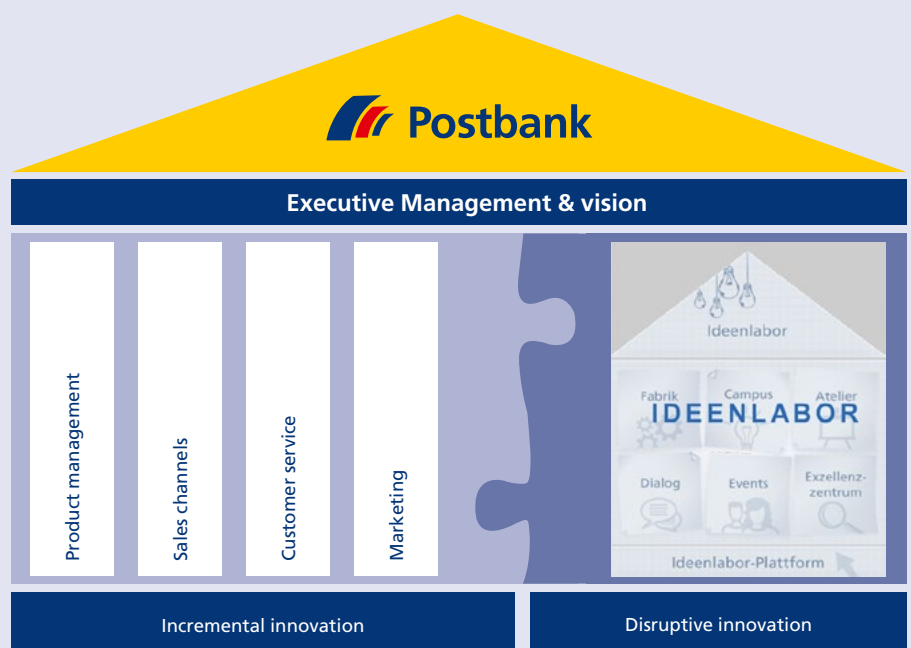 Postbank
Executive Management & vision
Product management
Sales channels
Customer service
Marketing
Ideenlabor
Fabrik
Campus
Atelier
IDEENLABOR
Dialog
Events
Exzellenz-
zentrum
Ideenlabor-Plattform
Incremental innovation
Disruptive innovation